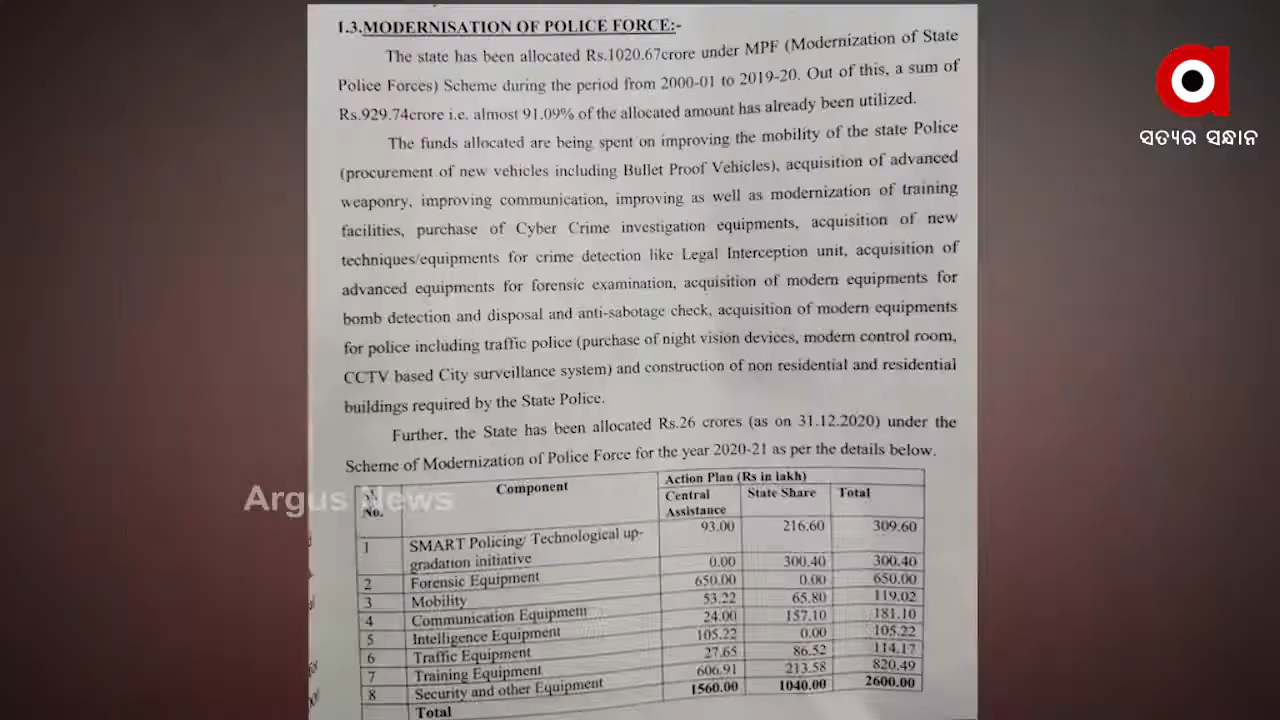 1.3.MODERNISATION OF POLICE FORCE:-
The state has been allocated Rs.1020.67crore under MPF (Modernization of State
Police Forces) Scheme during the period from 2000-01 to 2019-20. Out of this, a sum of
Rs.929.74crore i.e. almost 91.09% of the allocated amount has already been utilized.
The funds allocated are being spent on improving the mobility of the state Police
(procurement of new vehicles including Bullet Proof Vehicles), acquisition of advanced
weaponry, improving communication, improving as well as modernization of training
facilities, purchase of Cyber Crime investigation equipments, acquisition of new
techniques/equipments for crime detection like Legal Interception unit, acquisition of
advanced equipments for forensic examination, acquisition of modern equipments for
bomb detection and disposal and anti-sabotage check, acquisition of modern equipments
for police including traffic police (purchase of night vision devices, modern control room,
CCTV based City surveillance system) and construction of non residential and residential
buildings required by the State Police.
Further, the State has been allocated Rs.26 crores (as on 31.12.2020) under the
Scheme of Modernization of Police Force for the year 2020-21 as per the details below.
No. Component Action Plan (Rs in lakh)
Central Assistance State Share Total
1 SMART Policing/ Technological up- 93.00 216.60 309.60
gradation initiative
2 Forensic Equipment 0.00 300.40 300.40
3 Mobility 650.00 0.00 650.00
4 Communication Equipment 53.22 65.80 119.02
5 Intelligence Equipment 24.00 157.10 181.10
6 Traffic Equipment 105.22 0.00 105.22
7 Training Equipment 27.65 86.52 114.17
8 Security and other Equipment 606.91 213.58 820.49
Total 1560.00 1040.00 2600.00
Argus News
ସତ୍ୟର ସନ୍ଧାନ